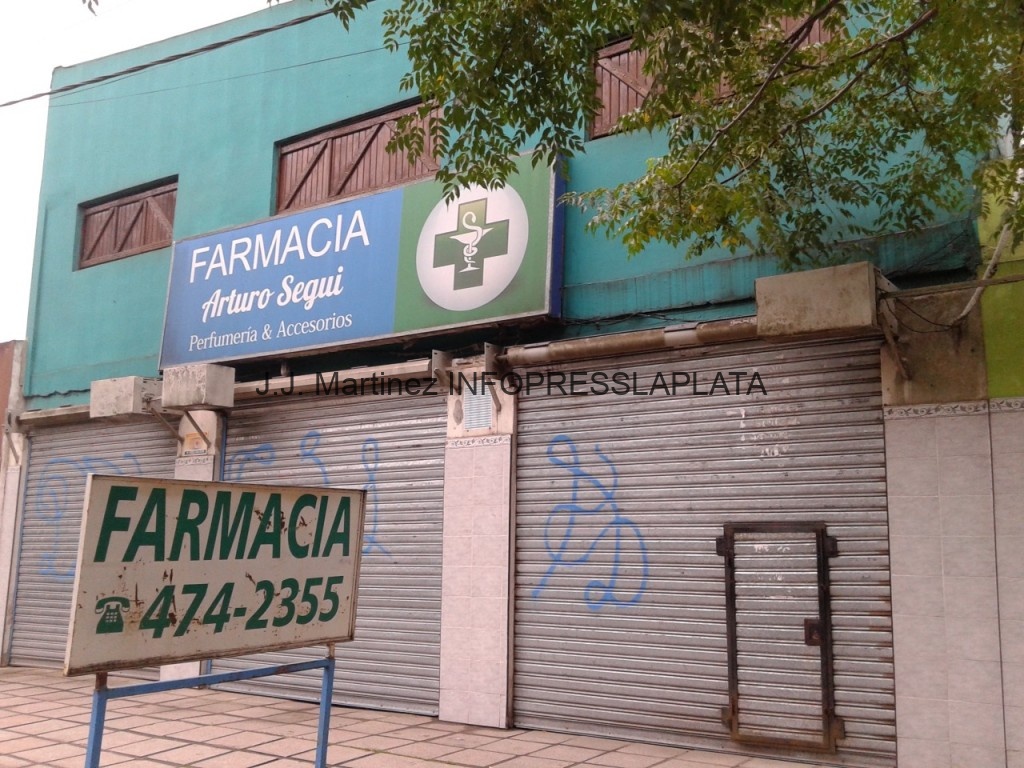 FARMACIA
Arturo Segui
Perfumería & Accesorios
J.J. Martinez INFOPRESSLAPLATA
FARMACIA
474-2355